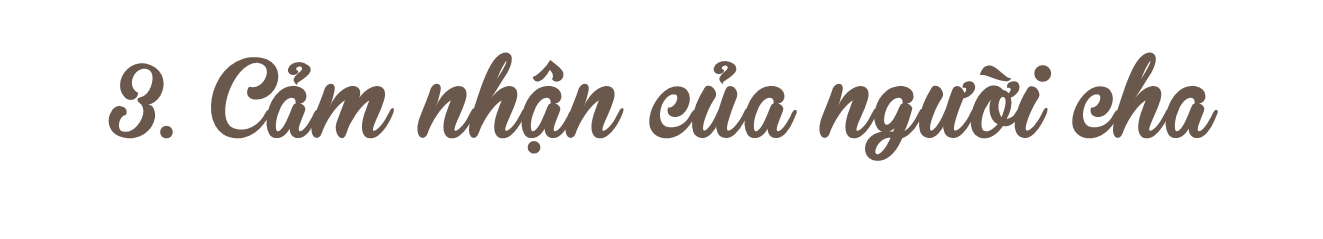 3. Cảm nhận của người cha